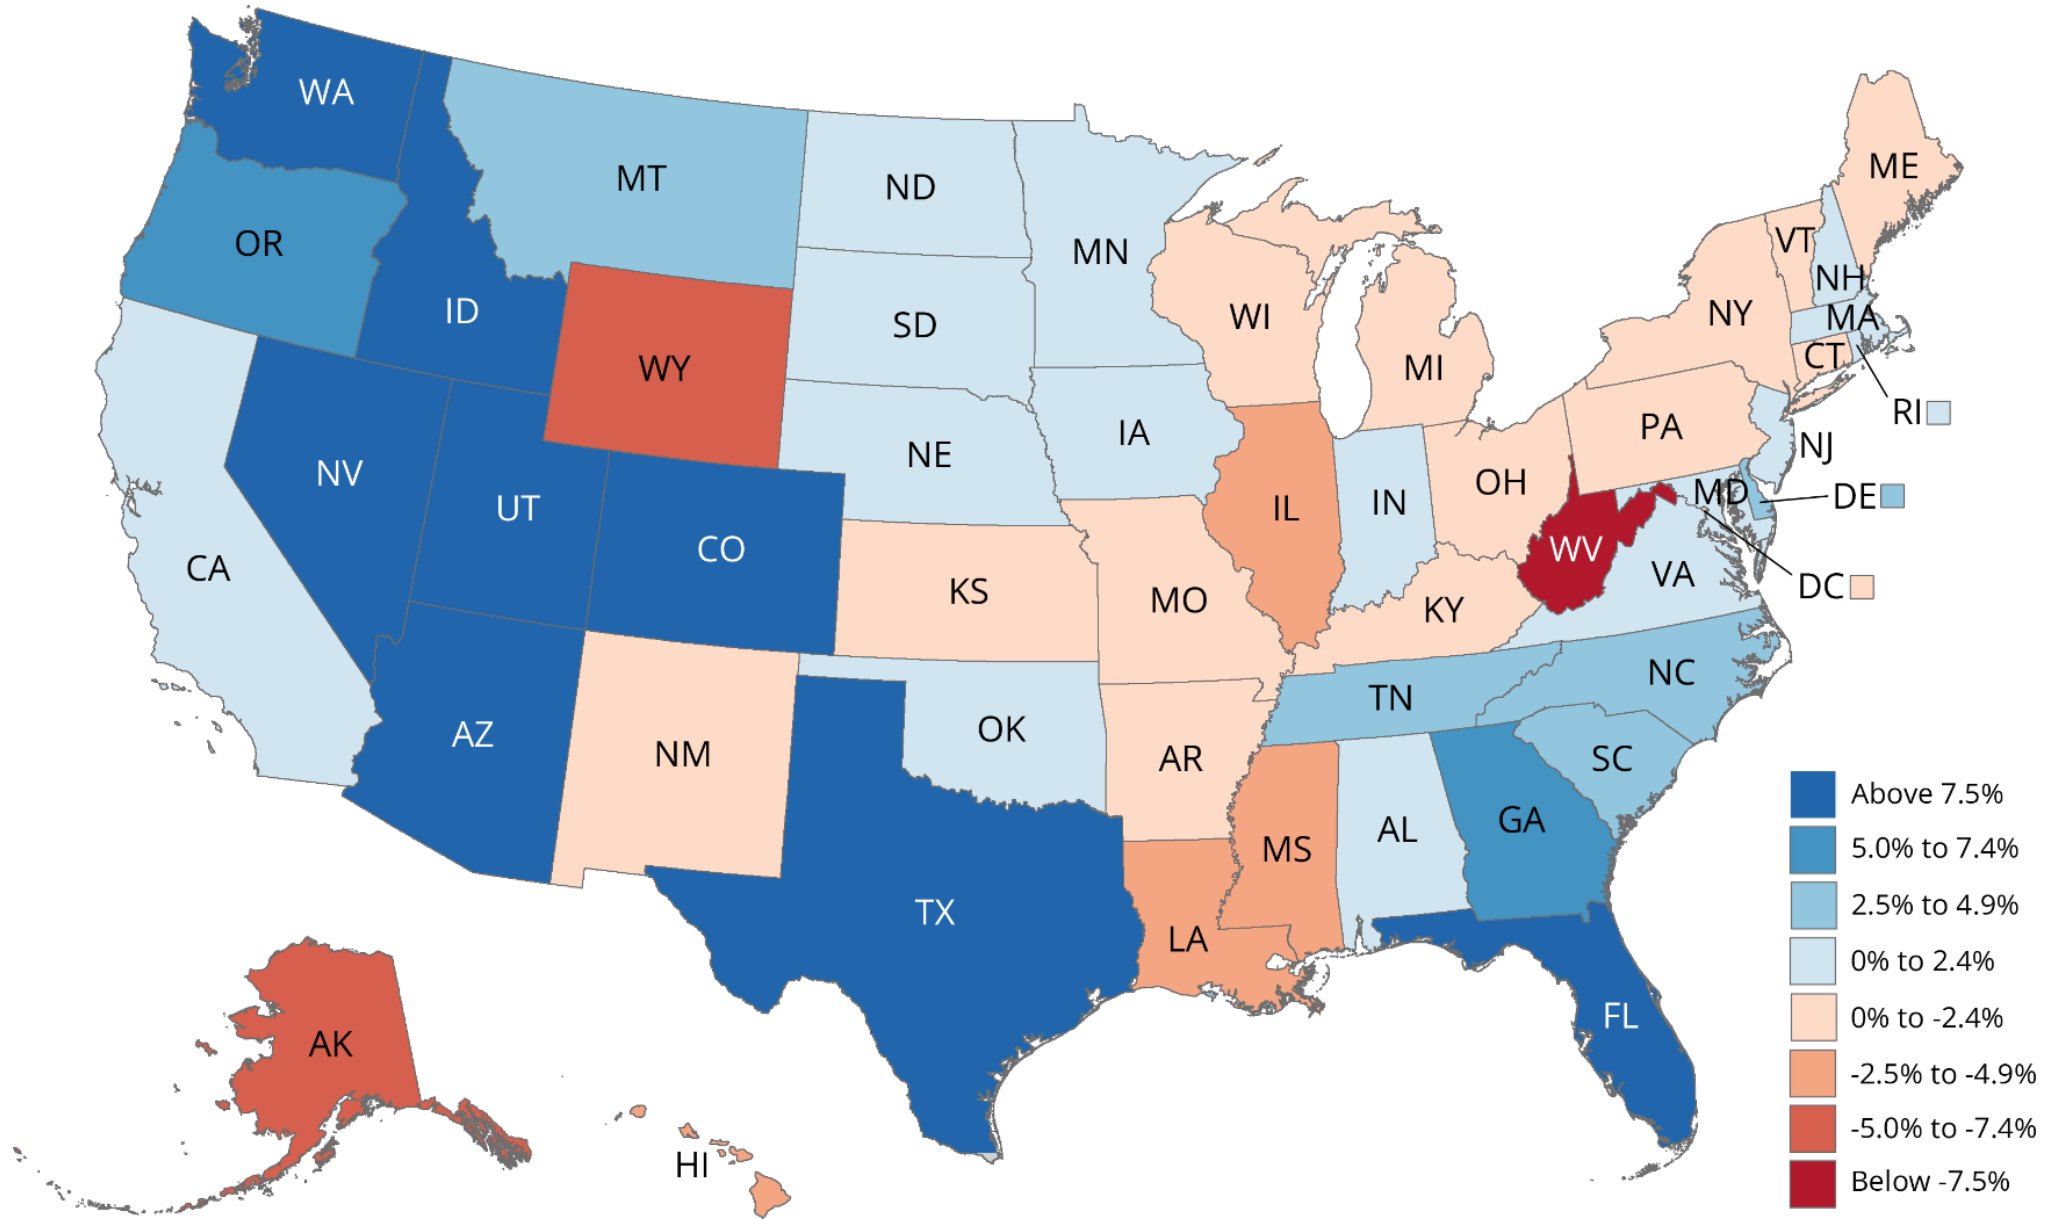 WA
MT
ND
ME
OR
MN
VT
NH
ID
SD
WI
NY
MA
WY
MI
CT
RI
NE
IA
PA
NJ
NV
UT
IL
IN
OH
MD
DE
CA
CO
KS
MO
KY
WV
VA
DC
AZ
NM
OK
AR
TN
NC
SC
TX
LA
MS
AL
GA
FL
AK
HI
Above 7.5%
5.0% to 7.4%
2.5% to 4.9%
0% to 2.4%
0% to -2.4%
-2.5% to -4.9%
-5.0% to -7.4%
Below -7.5%